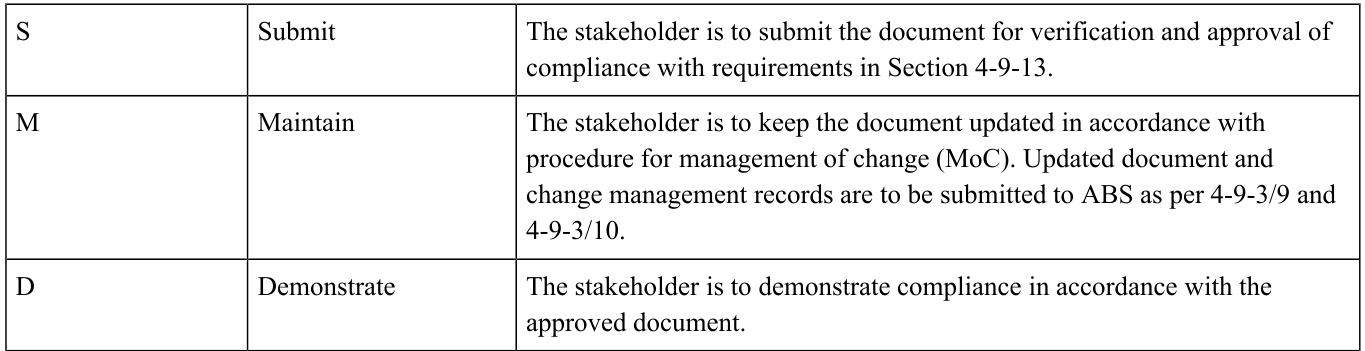 S Submit The stakeholder is to submit the document for verification and approval of
compliance with requirements in Section 4-9-13.
M Maintain The stakeholder is to keep the document updated in accordance with
procedure for management of change (MoC). Updated document and
change management records are to be submitted to ABS as per 4-9-3/9 and
4-9-3/10.
D Demonstrate The stakeholder is to demonstrate compliance in accordance with the
approved document.